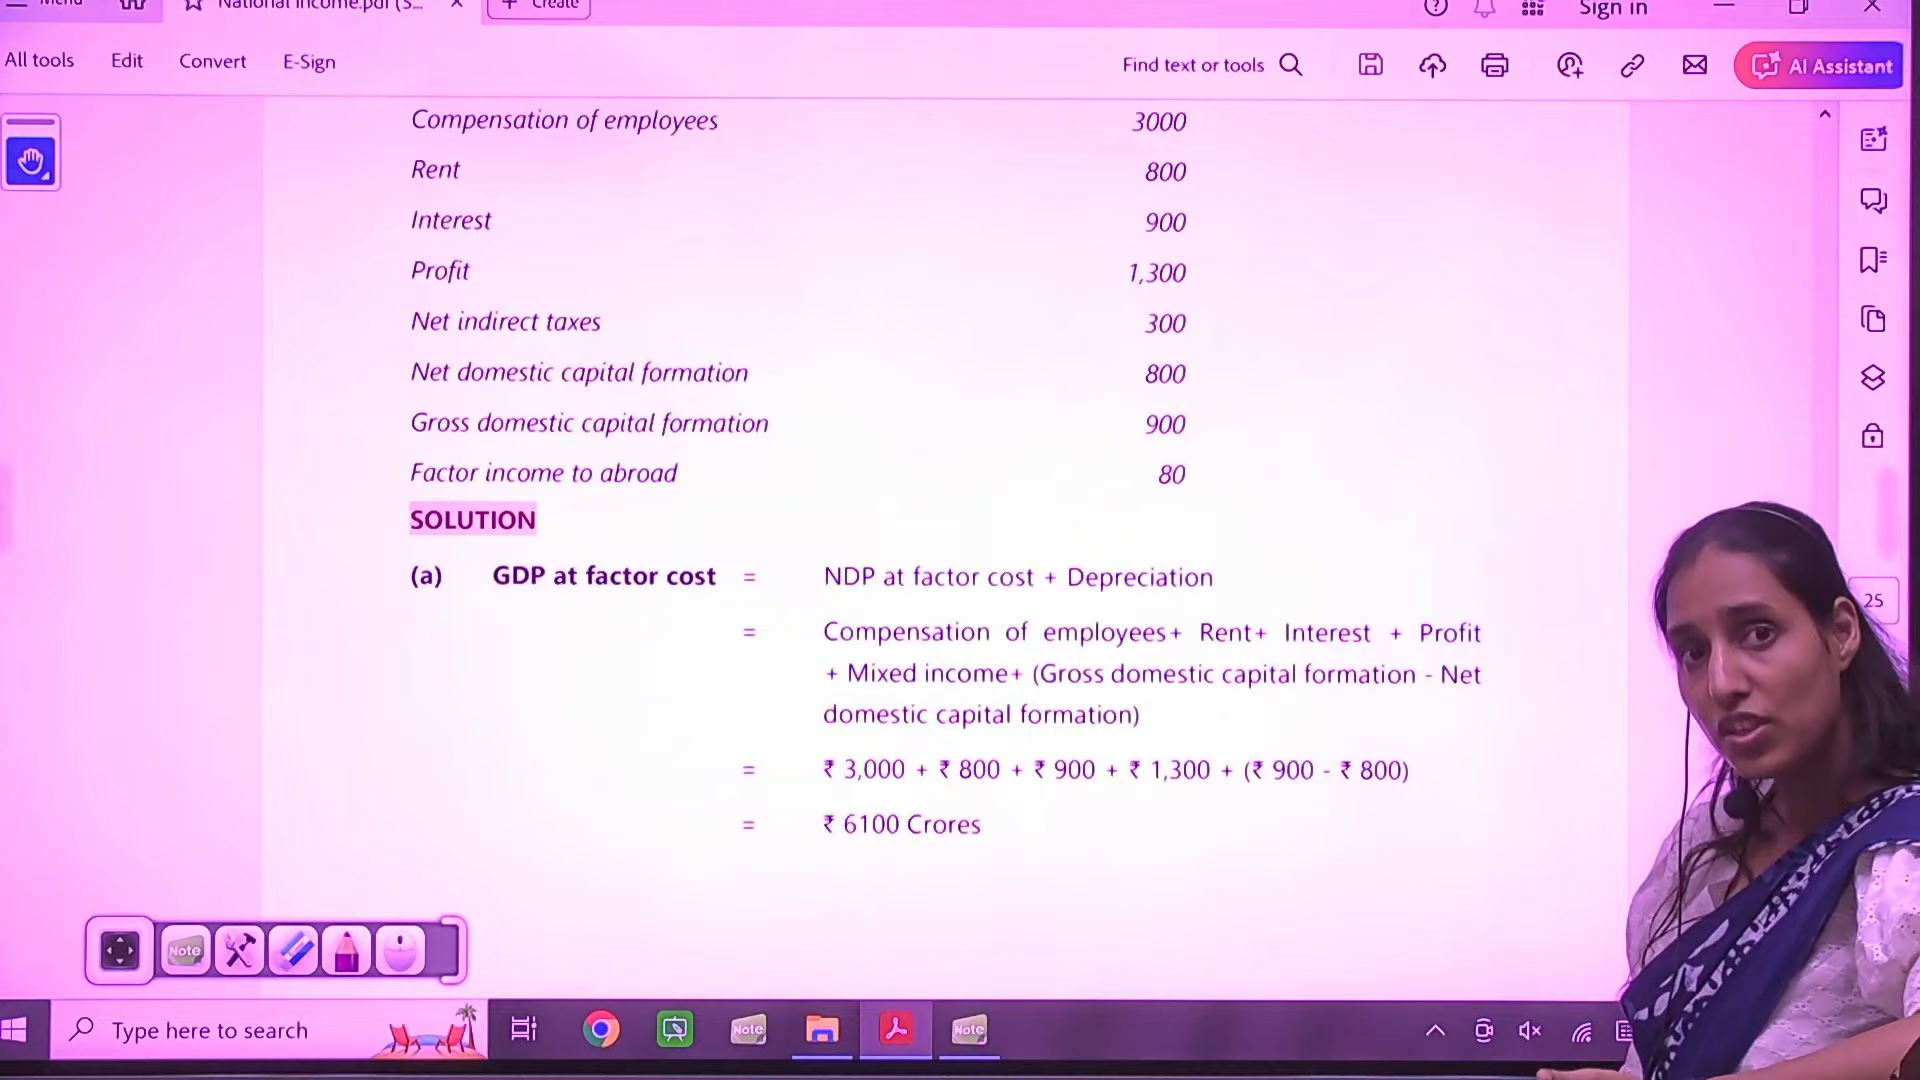 Menu
National Income.pdf (S...
Create
Sign in
All tools Edit Convert E-Sign
Find text or tools
AI Assistant
Compensation of employees 3000
Rent 800
Interest 900
Profit 1,300
Net indirect taxes 300
Net domestic capital formation 800
Gross domestic capital formation 900
Factor income to abroad 80
SOLUTION
(a) GDP at factor cost = NDP at factor cost + Depreciation
= Compensation of employees+ Rent+ Interest + Profit
+ Mixed income+ (Gross domestic capital formation - Net
domestic capital formation)
= ₹ 3,000 + ₹ 800 + ₹ 900 + ₹ 1,300 + (₹ 900 - ₹ 800)
= ₹ 6100 Crores
25
Note
Type here to search
Note
Note